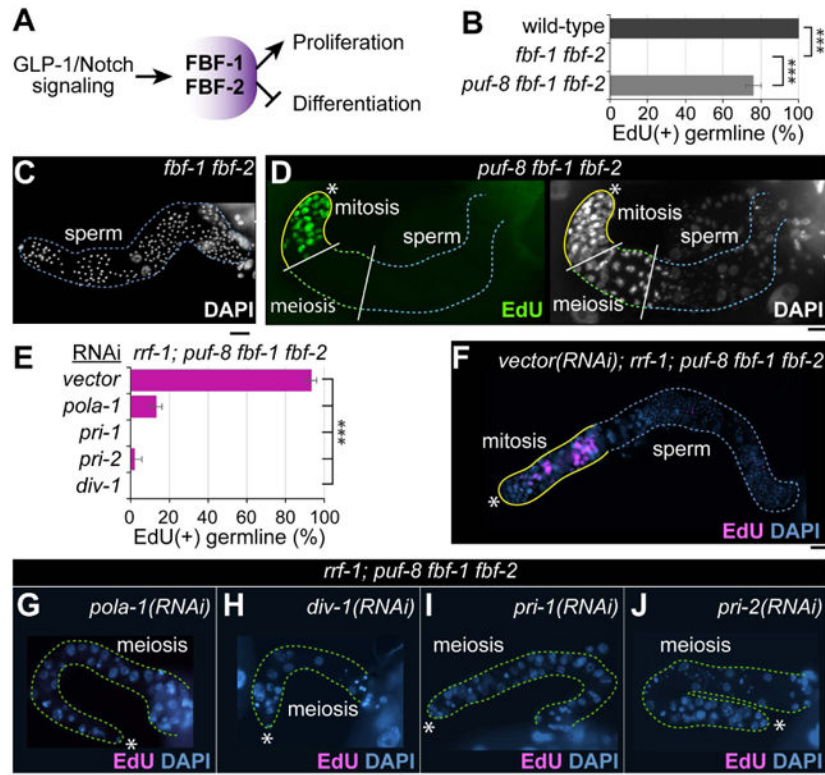 A
GLP-1/Notch
signaling
FBF-1
FBF-2
Proliferation
Differentiation
B
wild-type
fbf-1 fbf-2
puf-8 fbf-1 fbf-2
***
***
0 20 40 60 80 100
EdU(+) germline (%)
C
fbf-1 fbf-2
sperm
DAPI
D
puf-8 fbf-1 fbf-2
*
mitosis
sperm
meiosis
EdU
*
mitosis
sperm
meiosis
DAPI
E
RNAi rrf-1; puf-8 fbf-1 fbf-2
vector
pola-1
pri-1
pri-2
div-1
***
0 20 40 60 80 100
EdU(+) germline (%)
F
vector(RNAi); rrf-1; puf-8 fbf-1 fbf-2
mitosis
sperm
*
EdU DAPI
rrf-1; puf-8 fbf-1 fbf-2
G
pola-1(RNAi)
meiosis
*
EdU DAPI
H
div-1(RNAi)
meiosis
*
EdU DAPI
I
pri-1(RNAi)
meiosis
*
EdU DAPI
J
pri-2(RNAi)
meiosis
*
EdU DAPI